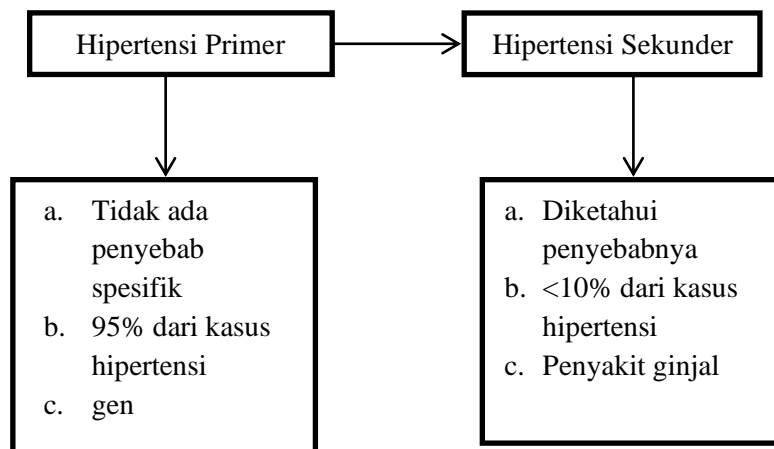 Hipertensi Primer
Hipertensi Sekunder
a. Tidak ada
penyebab
spesifik
b. 95% dari kasus
hipertensi
c. gen
a. Diketahui
penyebabnya
b. <10% dari kasus
hipertensi
c. Penyakit ginjal